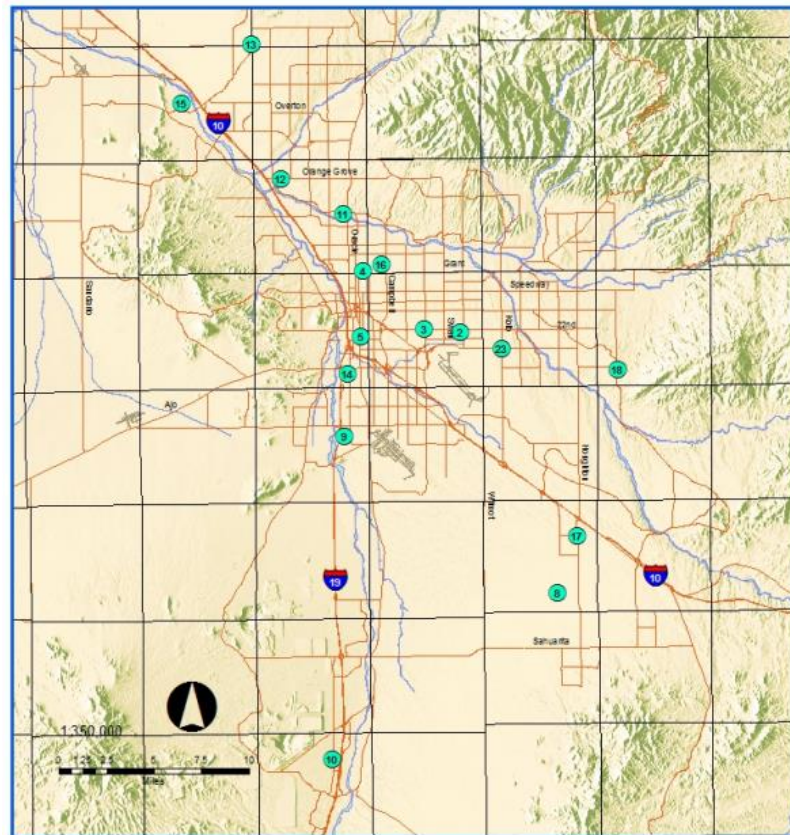 13
15
10
Overton
12
Orange Grove
11
Oracle
4
16
Campbell
Grant
Speedway
Sandario
3
2
Swan
Kolb
22nd
5
23
18
14
Ajo
9
Houghton
Wilmot
17
19
10
8
Sahuarita
1:350,000
0 1.25 2.5 5 7.5 10
Miles
10